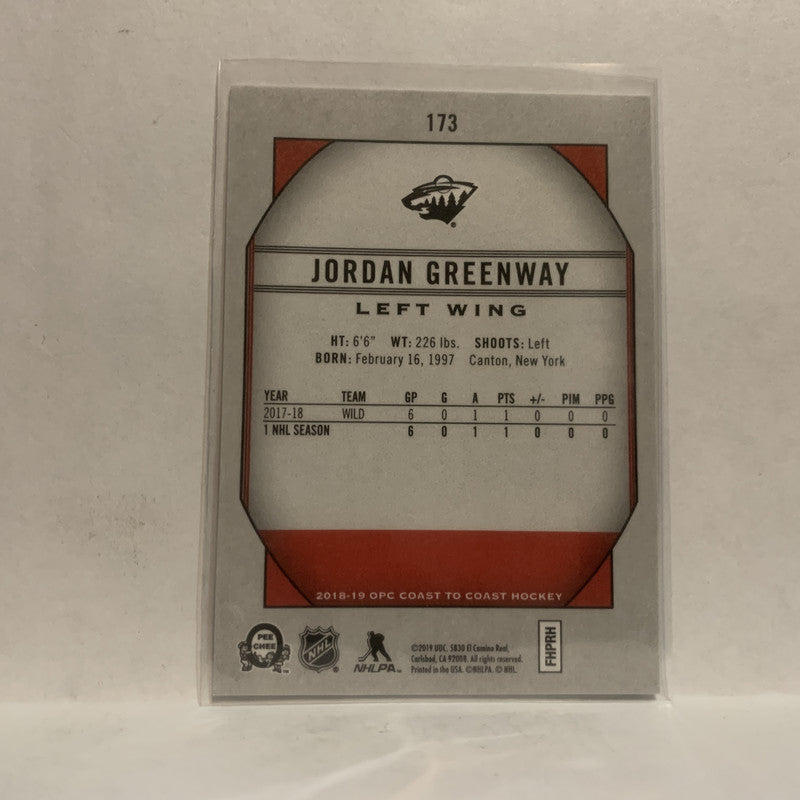 173
JORDAN GREENWAY
LEFT WING
HT: 6'6" WT: 226 lbs. SHOOTS: Left
BORN: February 16, 1997 Canton, New York
YEAR TEAM GP G A PTS +/- PIM PPG
2017-18 WILD 6 0 1 1 0 0 0
1 NHL SEASON 6 0 1 1 0 0 0
2018-19 OPC COAST TO COAST HOCKEY
PEE
CHEE
NHL
NHLPA
©2019 UDC. 5830 El Camino Real,
Carlsbad, CA 92008. All rights reserved.
Printed in the USA. ©NHLPA. © NHL.
FHPRH